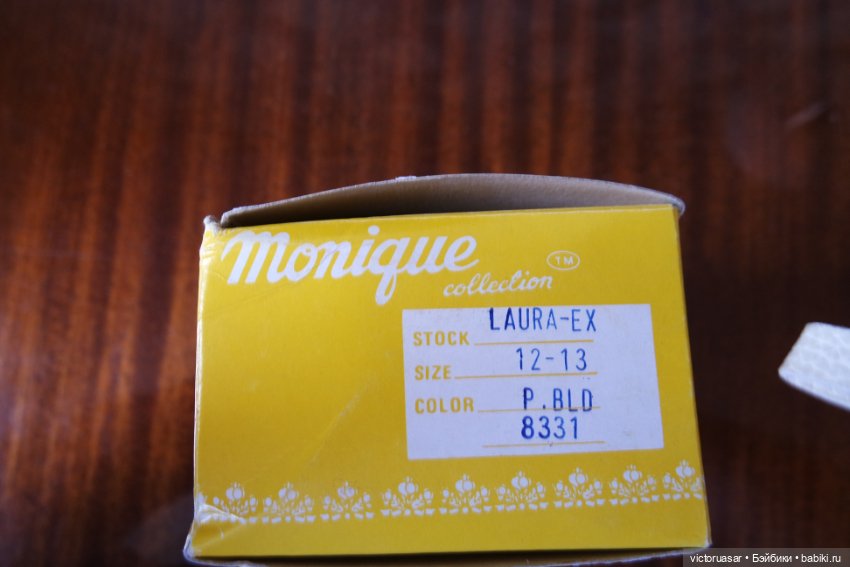 Monique
collection TM
STOCK LAURA-EX
SIZE 12-13
COLOR P.BLD
8331
victoruasar • Бэйбики • babiki.ru